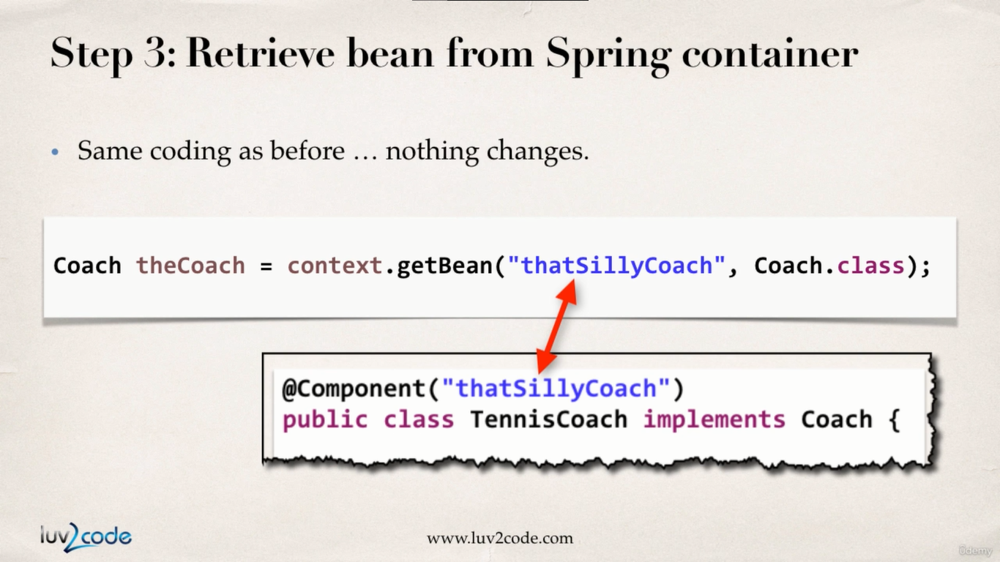 Step 3: Retrieve bean from Spring container
• Same coding as before … nothing changes.
Coach theCoach = context.getBean("thatSillyCoach", Coach.class);
@Component("thatSillyCoach")
public class TennisCoach implements Coach {
luv2code
www.luv2code.com
ûdemy